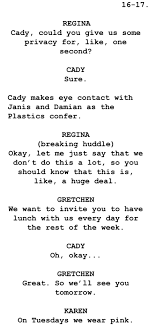 16-17.
REGINA
Cady, could you give us some
privacy for, like, one
second?
CADY
Sure.
Cady makes eye contact with
Janis and Damian as the
Plastics confer.
REGINA
(breaking huddle)
Okay, let me just say that we
don't do this a lot, so you
should know that this is,
like, a huge deal.
GRETCHEN
We want to invite you to have
lunch with us every day for
the rest of the week.
CADY
Oh, okay...
GRETCHEN
Great. So we'll see you
tomorrow.
KAREN
On Tuesdays we wear pink.